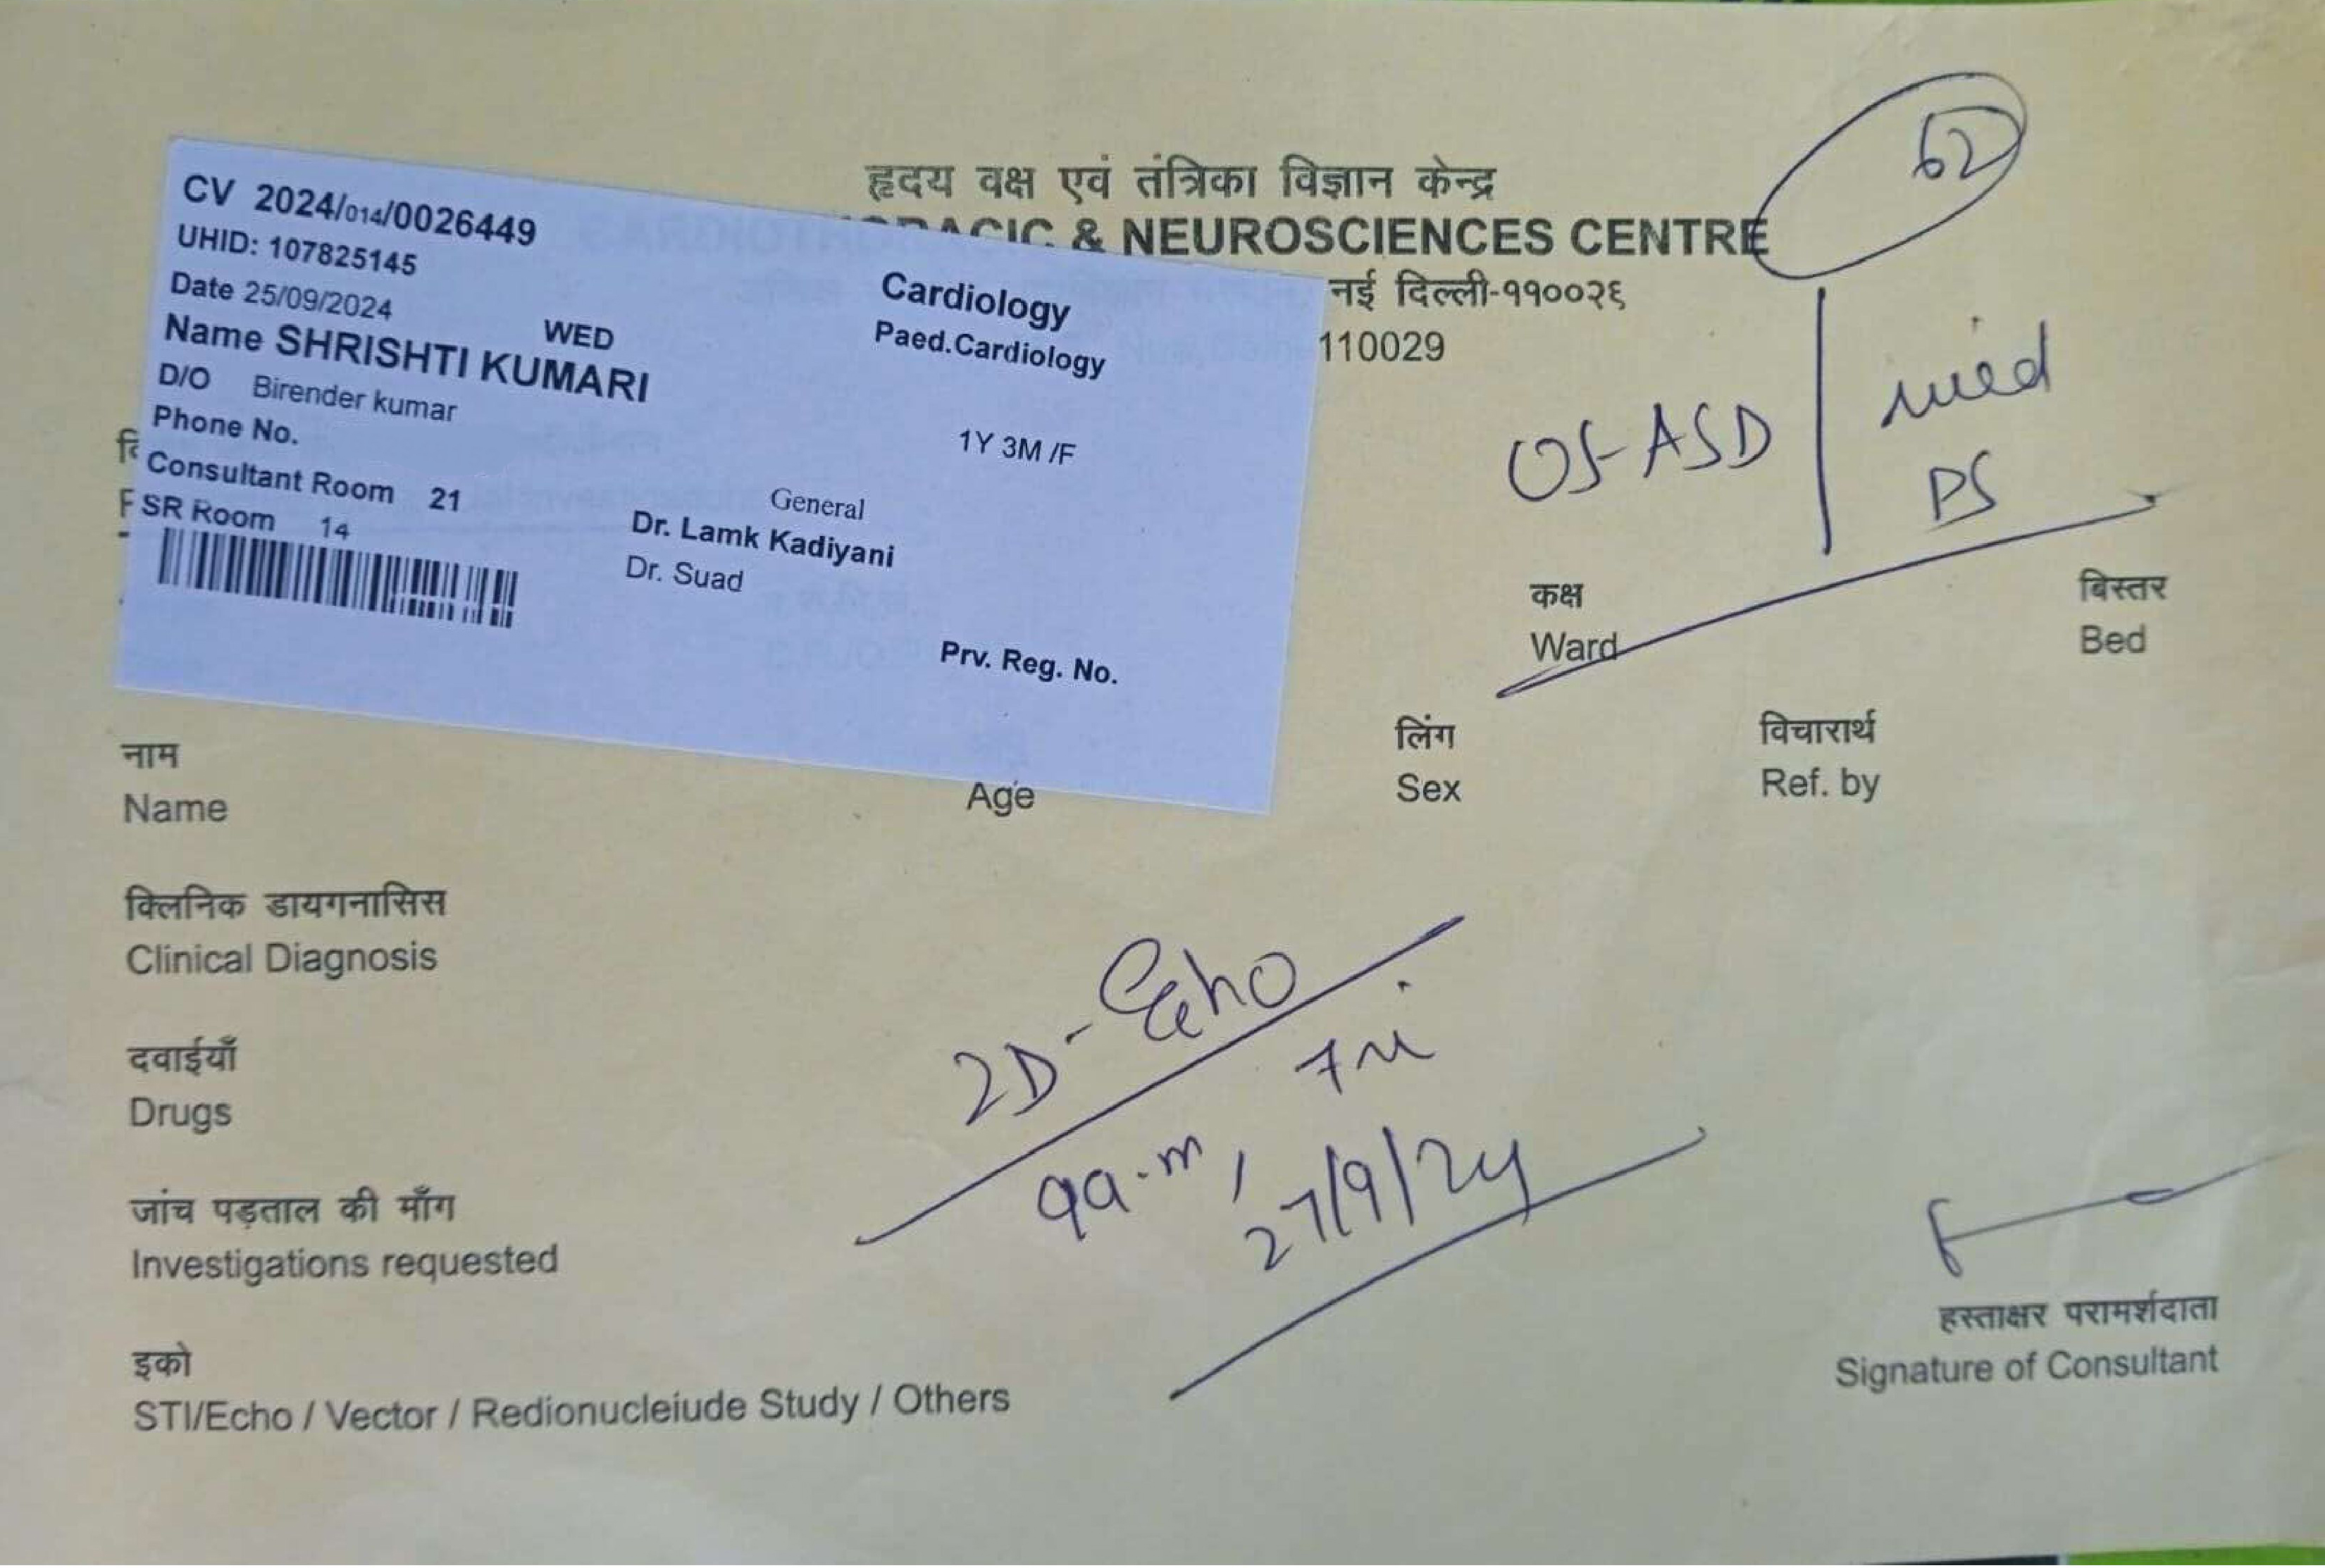 62
हृदय वक्ष एवं तंत्रिका विज्ञान केन्द्र
& NEUROSCIENCES CENTRE
नई दिल्ली-११००२६
110029
CV 2024/014/0026449
UHID: 107825145
Date 25/09/2024 WED
Cardiology
Paed.Cardiology
Name SHRISHTI KUMARI
D/O Birender kumar
1Y 3M /F
Phone No.
Consultant Room 21
General
SR Room 14
Dr. Lamk Kadiyani
Dr. Suad
Prv. Reg. No.
OS-ASD
PS
कक्ष बिस्तर
Ward Bed
नाम लिंग विचारार्थ
Name Age Sex Ref. by
क्लिनिक डायगनासिस
Clinical Diagnosis
2D-Echo
दवाईयाँ
Drugs
9a.m, Fri
27/9/24
जांच पड़ताल की माँग
Investigations requested
हस्ताक्षर परामर्शदाता
Signature of Consultant
इको
STI/Echo / Vector / Redionucleiude Study / Others